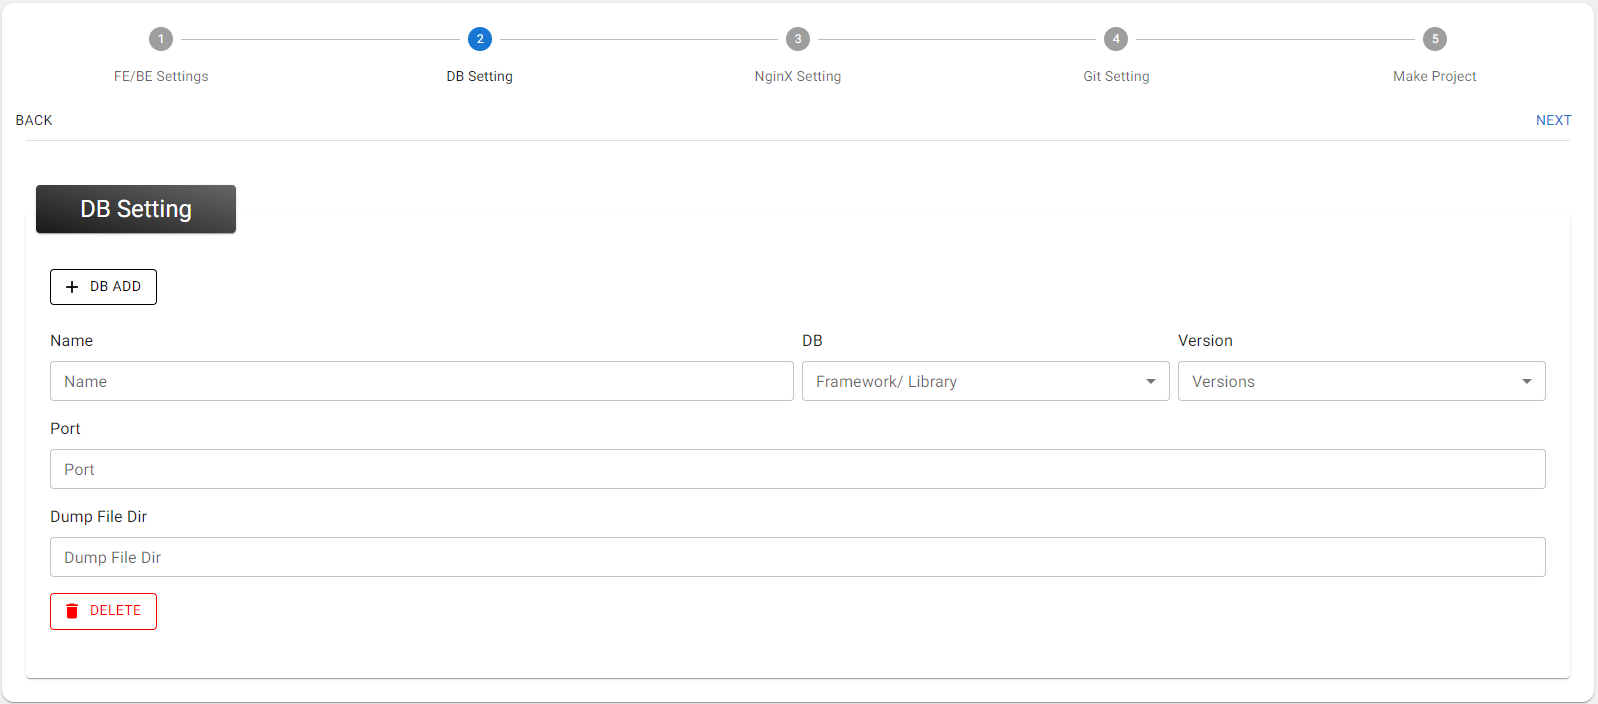 1 2 3 4 5
FE/BE Settings DB Setting NginX Setting Git Setting Make Project
BACK NEXT
DB Setting
DB ADD
Name DB Version
Name Framework/ Library Versions
Port
Port
Dump File Dir
Dump File Dir
DELETE